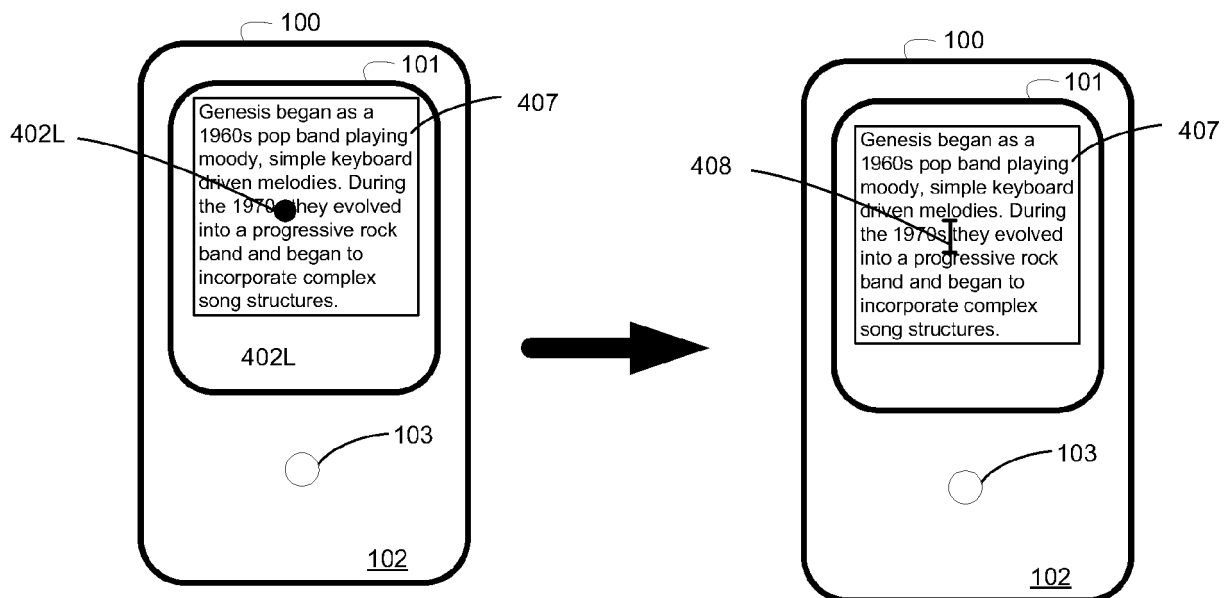 100
101
407
402L
Genesis began as a
1960s pop band playing
moody, simple keyboard
driven melodies. During
the 1970s they evolved
into a progressive rock
band and began to
incorporate complex
song structures.
402L
103
102
100
101
407
408
Genesis began as a
1960s pop band playing
moody, simple keyboard
driven melodies. During
the 1970s they evolved
into a progressive rock
band and began to
incorporate complex
song structures.
103
102